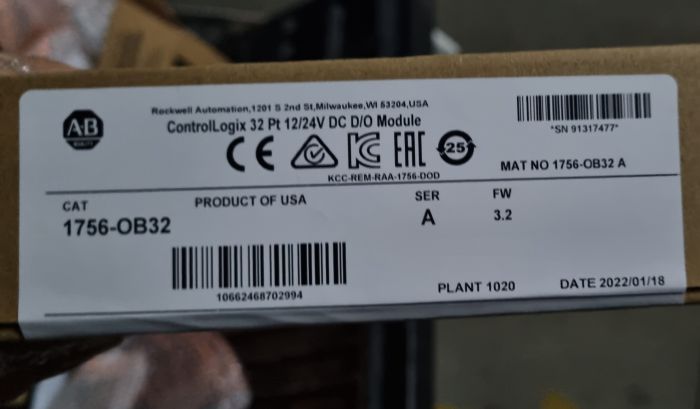 Rockwell Automation,1201 S 2nd St,Milwaukee,WI 53204,USA
A-B
QUALITY
ControlLogix 32 Pt 12/24V DC D/O Module
*SN 91317477*
CE KC EAC 25
KCC-REM-RAA-1756-DOD
MAT NO 1756-OB32 A
CAT
PRODUCT OF USA
SER
FW
1756-OB32
A
3.2
10662468702994
PLANT 1020
DATE 2022/01/18